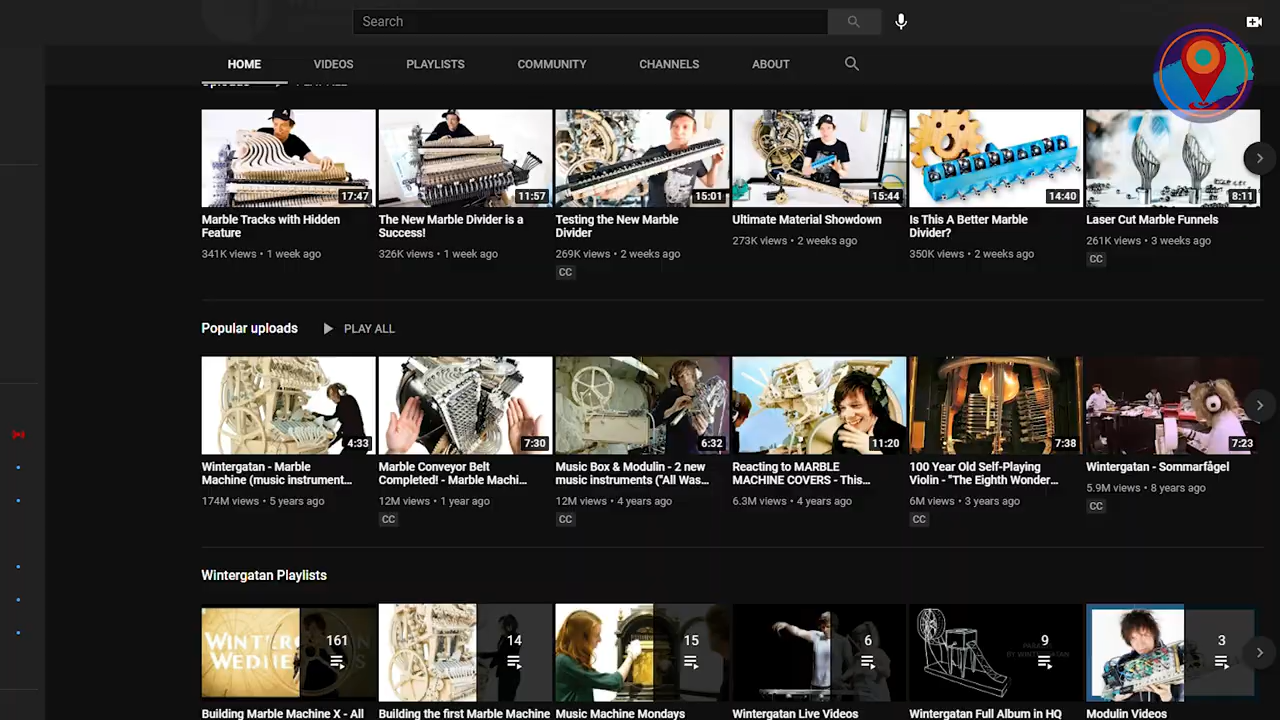 Search
HOME
VIDEOS
PLAYLISTS
COMMUNITY
CHANNELS
ABOUT
17:47
11:57
15:01
15:44
14:40
8:11
Marble Tracks with Hidden
Feature
341K views • 1 week ago
The New Marble Divider is a
Success!
326K views • 1 week ago
Testing the New Marble
Divider
269K views • 2 weeks ago
CC
Ultimate Material Showdown
273K views • 2 weeks ago
Is This A Better Marble
Divider?
350K views • 2 weeks ago
Laser Cut Marble Funnels
261K views • 3 weeks ago
CC
Popular uploads
PLAY ALL
4:33
7:30
6:32
11:20
7:38
7:23
Wintergatan - Marble
Machine (music instrument...
174M views • 5 years ago
Marble Conveyor Belt
Completed! - Marble Machi...
12M views • 1 year ago
CC
Music Box & Modulin - 2 new
music instruments ("All Was...
12M views • 4 years ago
CC
Reacting to MARBLE
MACHINE COVERS - This...
6.3M views • 4 years ago
100 Year Old Self-Playing
Violin - "The Eighth Wonder...
6M views • 3 years ago
CC
Wintergatan - Sommarfågel
5.9M views • 8 years ago
CC
Wintergatan Playlists
161
14
15
6
9
3
BY WINTERGATAN
Building Marble Machine X - All
Building the first Marble Machine
Music Machine Mondays
Wintergatan Live Videos
Wintergatan Full Album in HQ
Modulin Videos